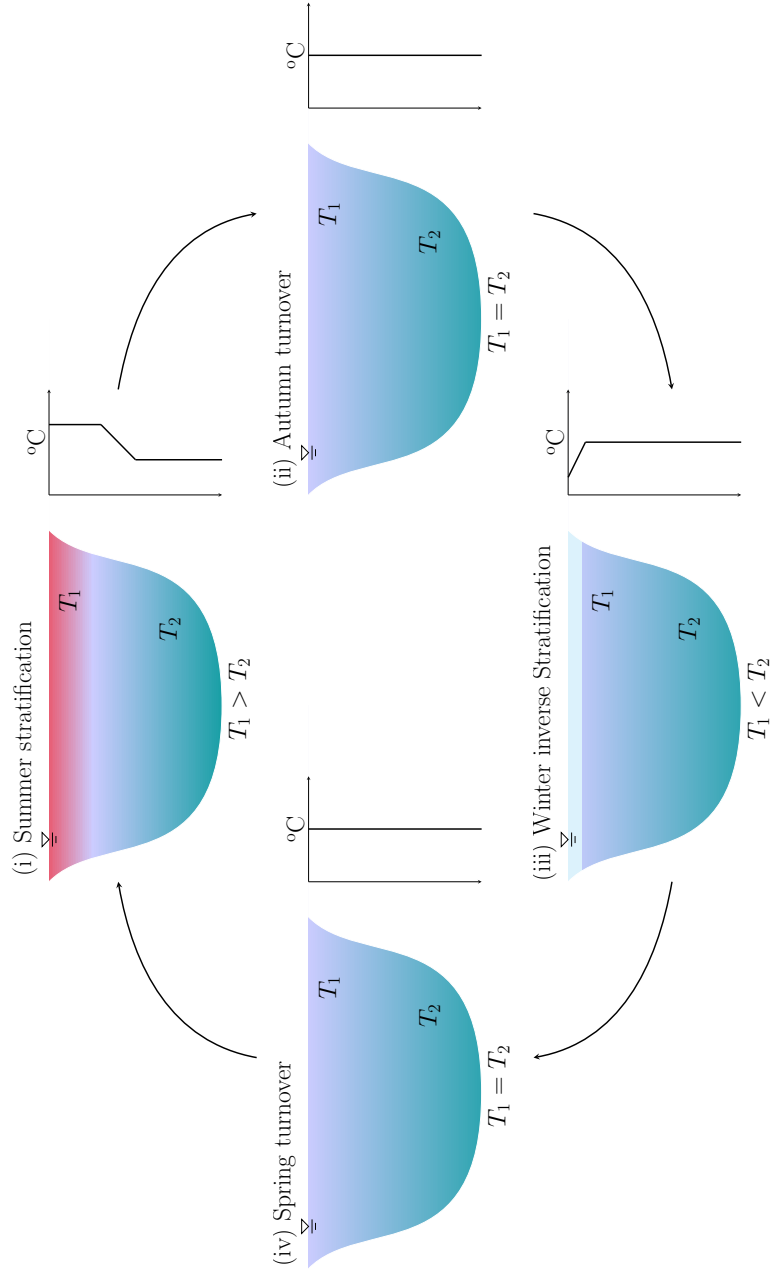 (i) Summer stratification
ºC
T₁
T₂
T₁ > T₂
(ii) Autumn turnover
ºC
T₁
T₂
T₁ = T₂
(iii) Winter inverse Stratification
ºC
T₁
T₂
T₁ < T₂
(iv) Spring turnover
ºC
T₁
T₂
T₁ = T₂